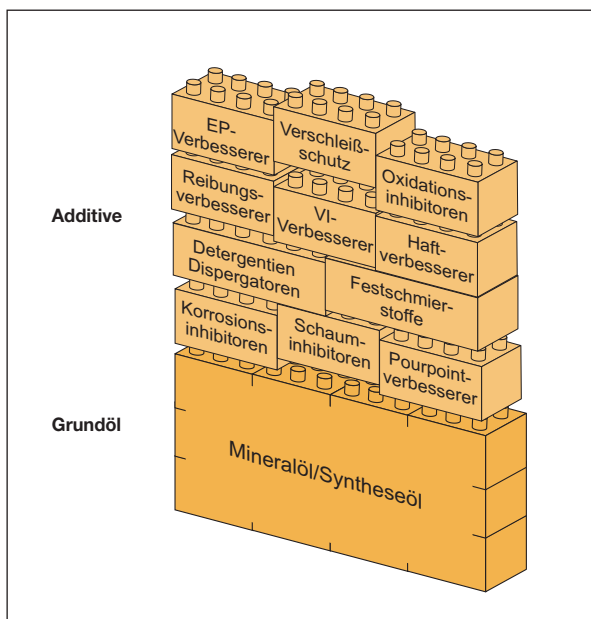 EP-
Verbesserer
Verschleiß-
schutz
Oxidations-
inhibitoren
Reibungs-
verbesserer
VI-
Verbesserer
Haft-
verbesserer
Additive
Detergentien
Dispergatoren
Festschmier-
stoffe
Korrosions-
inhibitoren
Schaum-
inhibitoren
Pourpoint-
verbesserer
Grundöl
Mineralöl/Syntheseöl